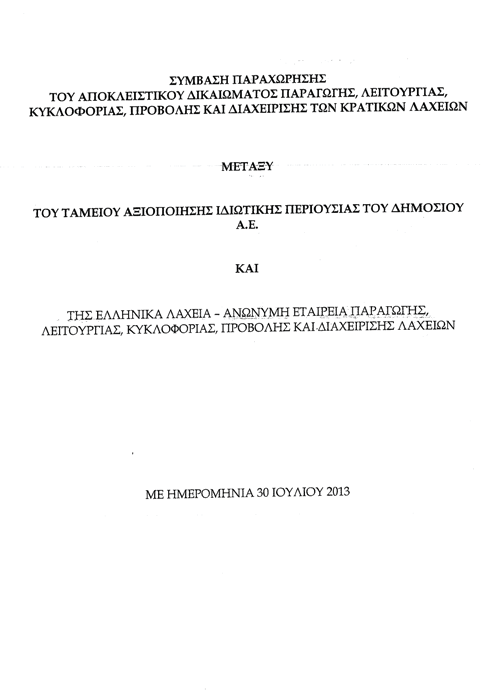 ΣΥΜΒΑΣΗ ΠΑΡΑΧΩΡΗΣΗΣ
ΤΟΥ ΑΠΟΚΛΕΙΣΤΙΚΟΥ ΔΙΚΑΙΩΜΑΤΟΣ ΠΑΡΑΓΩΓΗΣ, ΛΕΙΤΟΥΡΓΙΑΣ,
ΚΥΚΛΟΦΟΡΙΑΣ, ΠΡΟΒΟΛΗΣ ΚΑΙ ΔΙΑΧΕΙΡΙΣΗΣ ΤΩΝ ΚΡΑΤΙΚΩΝ ΛΑΧΕΙΩΝ
ΜΕΤΑΞΥ
ΤΟΥ ΤΑΜΕΙΟΥ ΑΞΙΟΠΟΙΗΣΗΣ ΙΔΙΩΤΙΚΗΣ ΠΕΡΙΟΥΣΙΑΣ ΤΟΥ ΔΗΜΟΣΙΟΥ
Α.Ε.
ΚΑΙ
ΤΗΣ ΕΛΛΗΝΙΚΑ ΛΑΧΕΙΑ – ΑΝΩΝΥΜΗ ΕΤΑΙΡΕΙΑ ΠΑΡΑΓΩΓΗΣ,
ΛΕΙΤΟΥΡΓΙΑΣ, ΚΥΚΛΟΦΟΡΙΑΣ, ΠΡΟΒΟΛΗΣ ΚΑΙ ΔΙΑΧΕΙΡΙΣΗΣ ΛΑΧΕΙΩΝ
ΜΕ ΗΜΕΡΟΜΗΝΙΑ 30 ΙΟΥΛΙΟΥ 2013